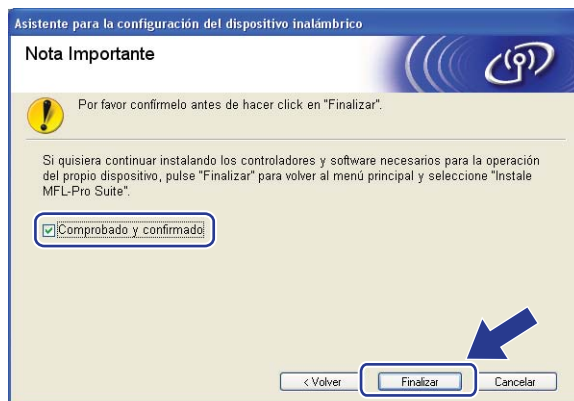 Asistente para la configuración del dispositivo inalámbrico
Nota Importante
Por favor confírmelo antes de hacer click en "Finalizar".
Si quisiera continuar instalando los controladores y software necesarios para la operación
del propio dispositivo, pulse "Finalizar" para volver al menú principal y seleccione "Instale
MFL-Pro Suite".
Comprobado y confirmado
< Volver
Finalizar
Cancelar